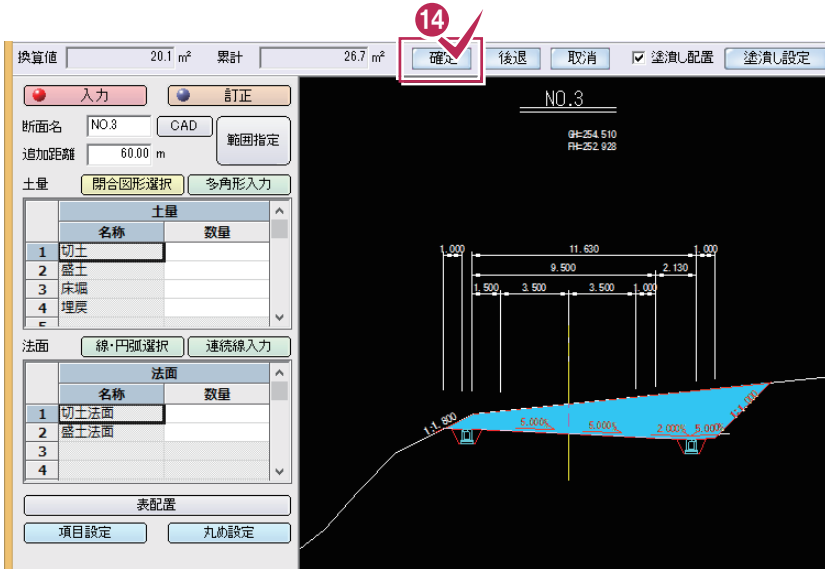 14
換算値 20.1 m² 累計 26.7 m² 確定 後退 取消 塗潰し配置 塗潰し設定
入力 訂正
断面名 NO.3 CAD 範囲指定
追加距離 60.00 m
土量 閉合図形選択 多角形入力
土量
名称 数量
1 切土
2 盛土
3 床堀
4 埋戻
5
法面 線・円弧選択 連続線入力
法面
名称 数量
1 切土法面
2 盛土法面
3
4
表配置
項目設定 丸め設定
NO.3
GH=254.510
FH=252.928
1.000 11.630 1.000
9.500 2.130
1.500 3.500 3.500 1.000
1:1.800 5.000% 5.000% 2.000% 5.000% 1:1.000